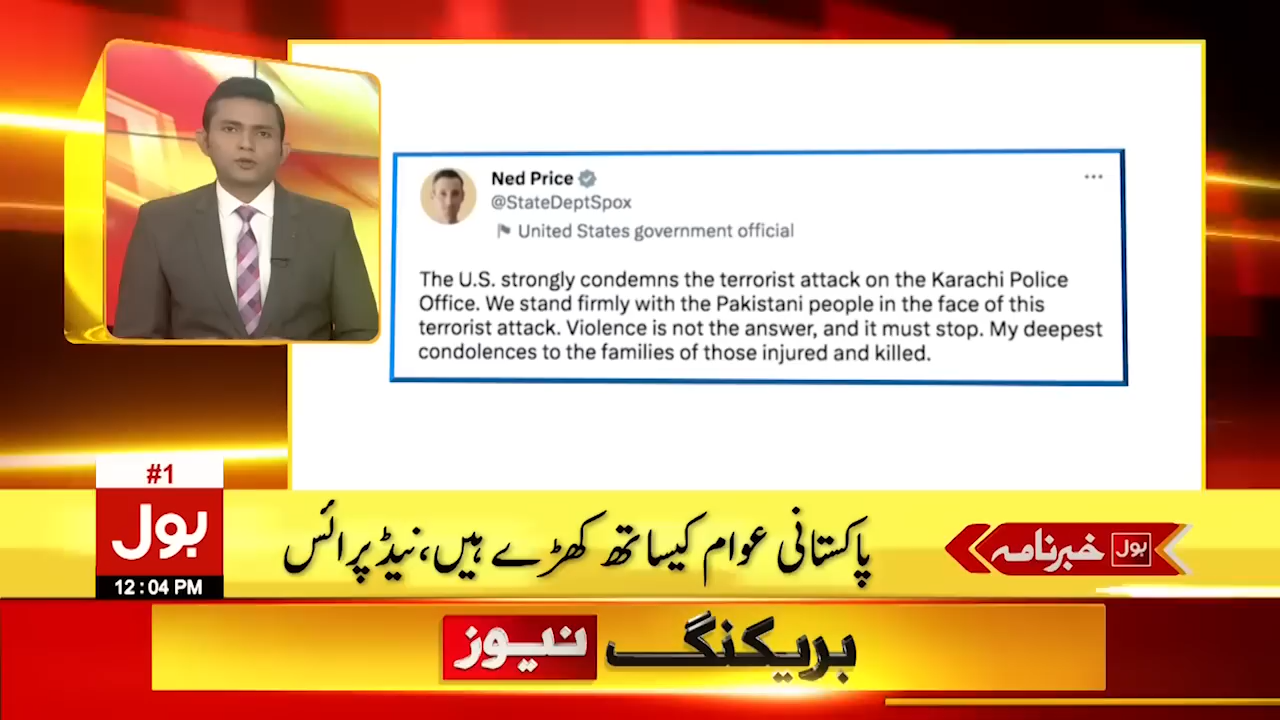 Ned Price
@StateDeptSpox
United States government official
The U.S. strongly condemns the terrorist attack on the Karachi Police
Office. We stand firmly with the Pakistani people in the face of this
terrorist attack. Violence is not the answer, and it must stop. My deepest
condolences to the families of those injured and killed.
#1
بول
12:04 PM
پاکستانی عوام کیساتھ کھڑے ہیں،نیڈ پرائس
بول خبرنامہ
بریکنگ نیوز